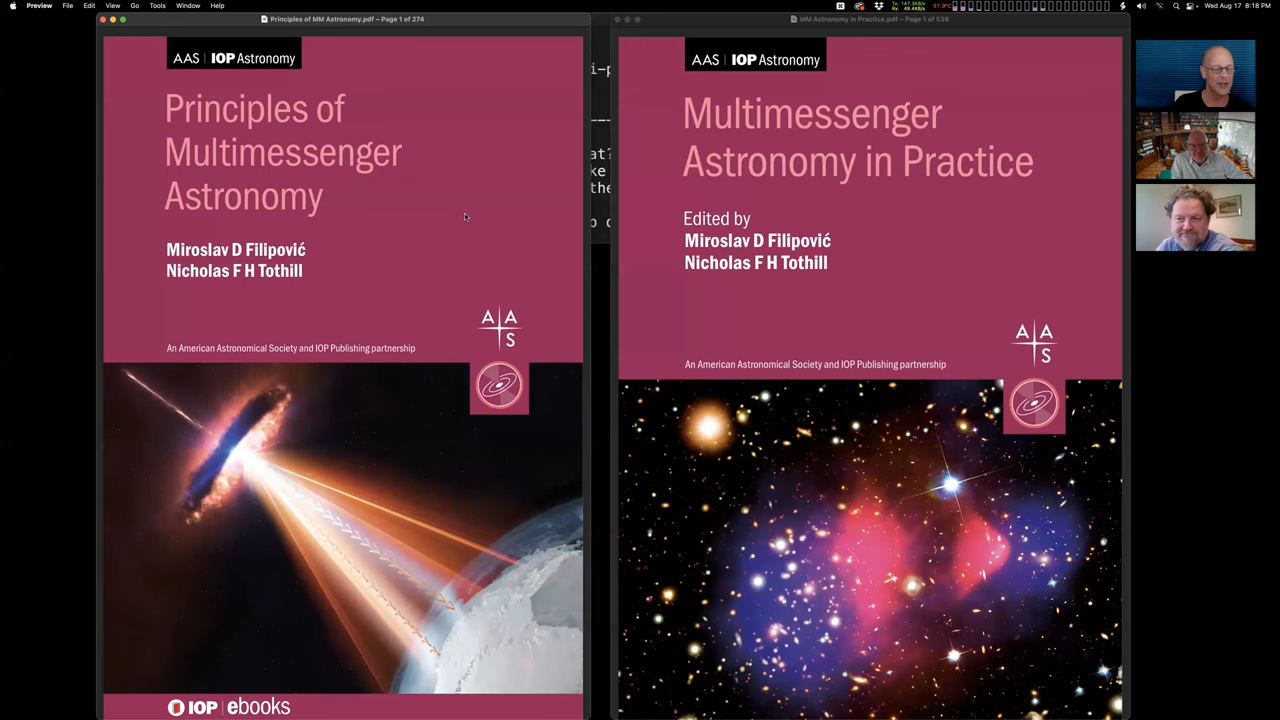 Preview File Edit View Go Tools Window Help
51.9°C Wed Aug 17 8:18 PM
Principles of MM Astronomy.pdf – Page 1 of 274
MM Astronomy in Practice.pdf – Page 1 of 538
AAS | IOP Astronomy
Principles of
Multimessenger
Astronomy
Miroslav D Filipović
Nicholas F H Tothill
A A
S
An American Astronomical Society and IOP Publishing partnership
IOP | ebooks
AAS | IOP Astronomy
Multimessenger
Astronomy in Practice
Edited by
Miroslav D Filipović
Nicholas F H Tothill
A A
S
An American Astronomical Society and IOP Publishing partnership